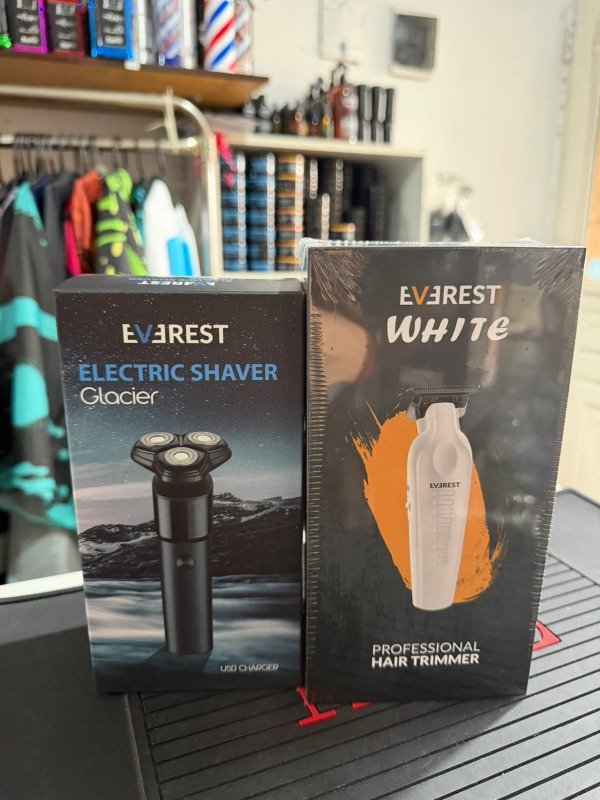 EVEREST
ELECTRIC SHAVER
Glacier
USB CHARGER
EVEREST
WHITE
EVEREST
PROFESSIONAL
HAIR TRIMMER